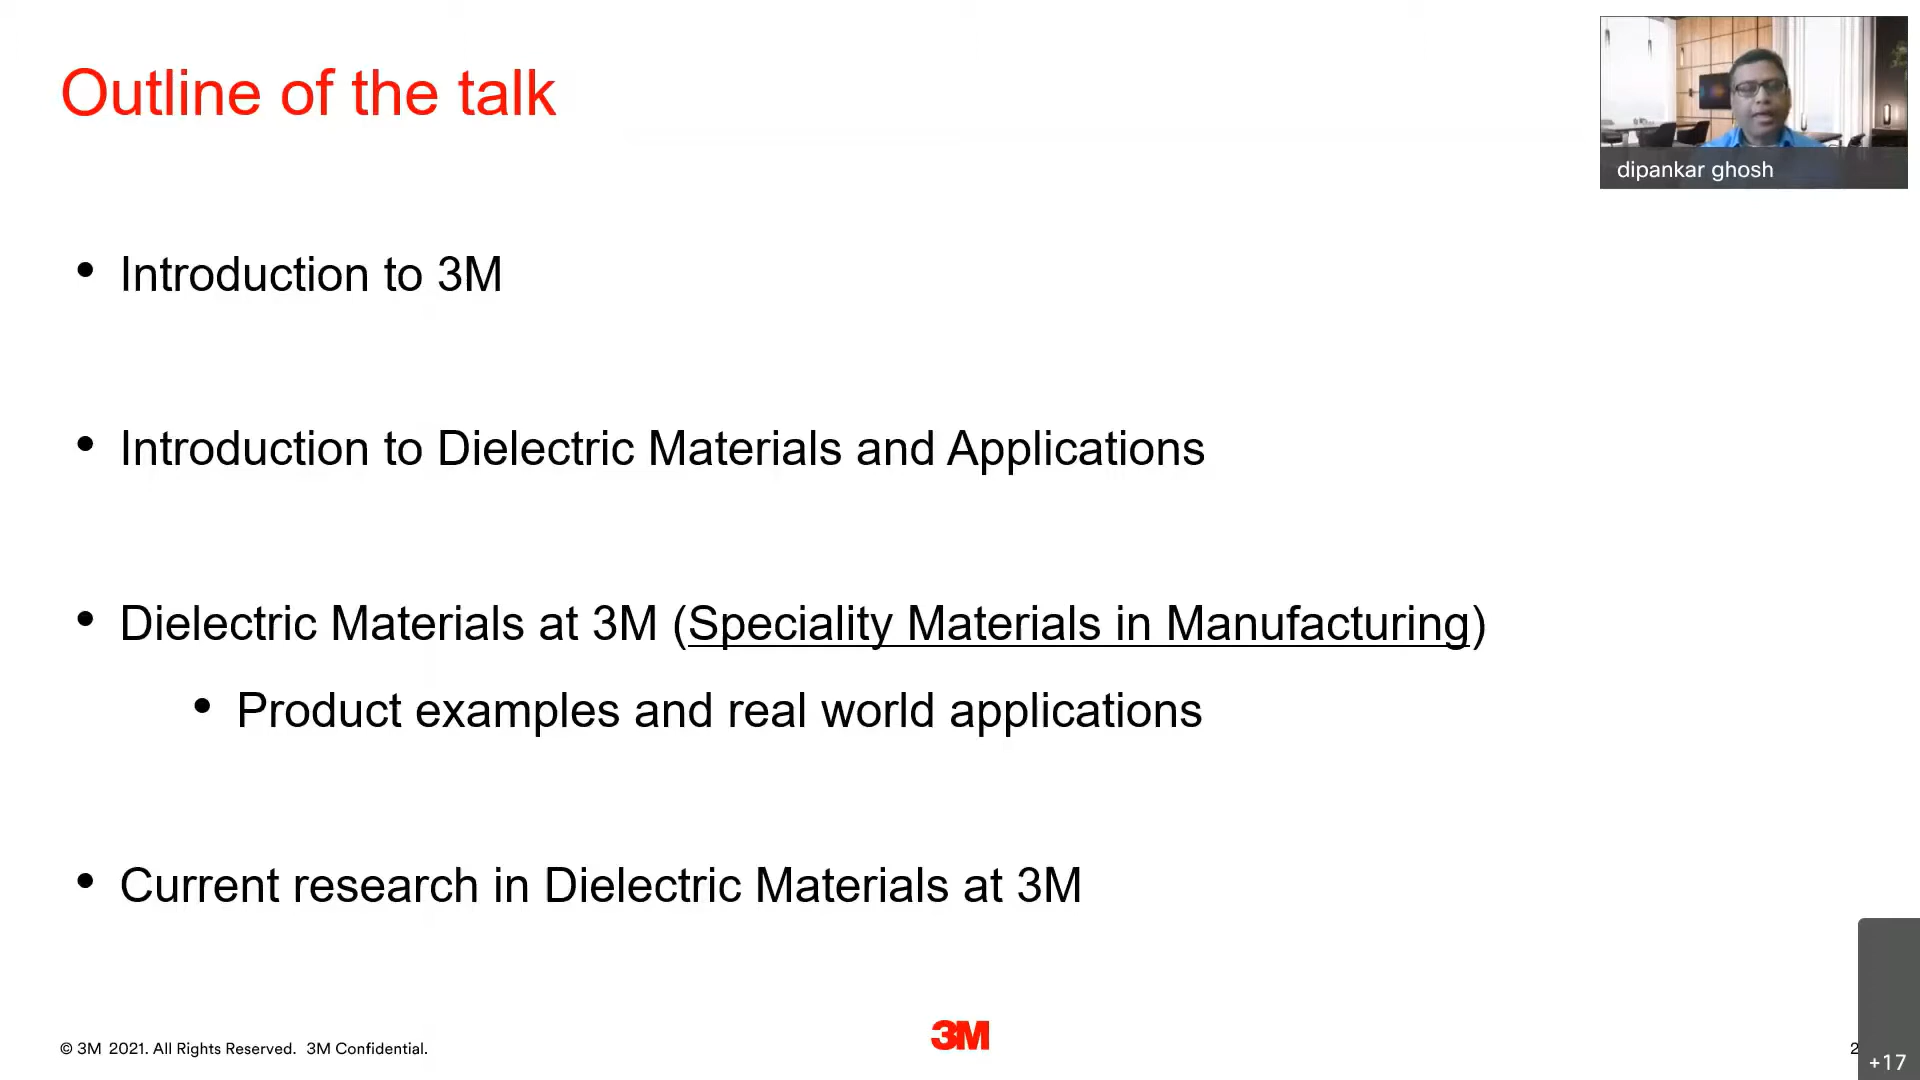 Outline of the talk
dipankar ghosh
• Introduction to 3M
• Introduction to Dielectric Materials and Applications
• Dielectric Materials at 3M (Speciality Materials in Manufacturing)
• Product examples and real world applications
• Current research in Dielectric Materials at 3M
© 3M 2021. All Rights Reserved. 3M Confidential.
3M
2
+17